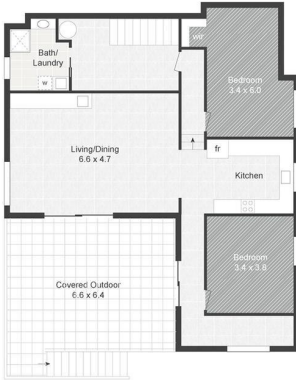 Bath/
Laundry
w
wir
Bedroom
3.4 x 6.0
Living/Dining
6.6 x 4.7
fr
Kitchen
Bedroom
3.4 x 3.8
Covered Outdoor
6.6 x 6.4